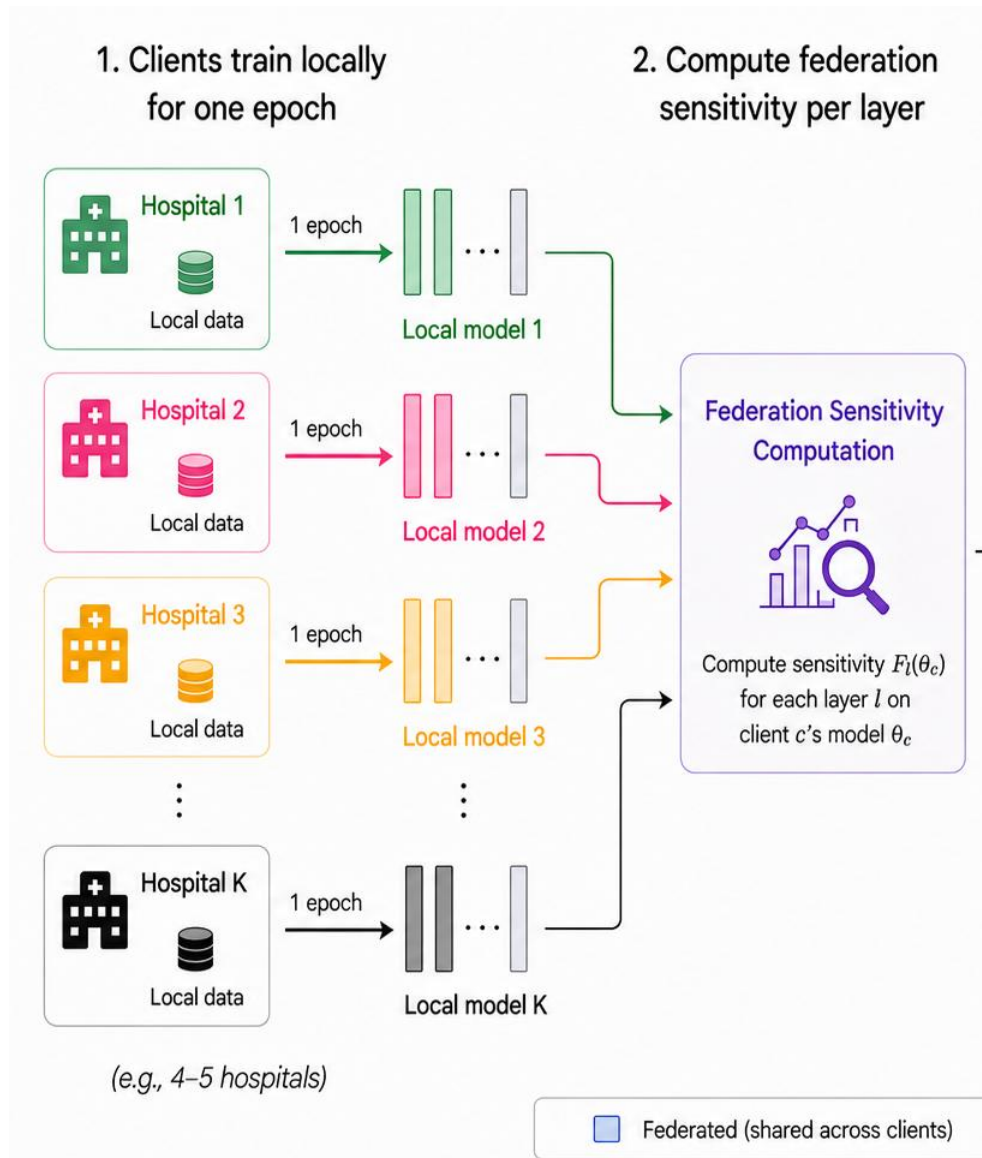 1. Clients train locally
for one epoch
2. Compute federation
sensitivity per layer
Hospital 1
Local data
1 epoch
...
Local model 1
Hospital 2
Local data
1 epoch
...
Local model 2
Hospital 3
Local data
1 epoch
...
Local model 3
Hospital K
Local data
1 epoch
...
Local model K
(e.g., 4–5 hospitals)
Federation Sensitivity
Computation
Compute sensitivity Fₗ(θ꜀)
for each layer l on
client c's model θ꜀
Federated (shared across clients)